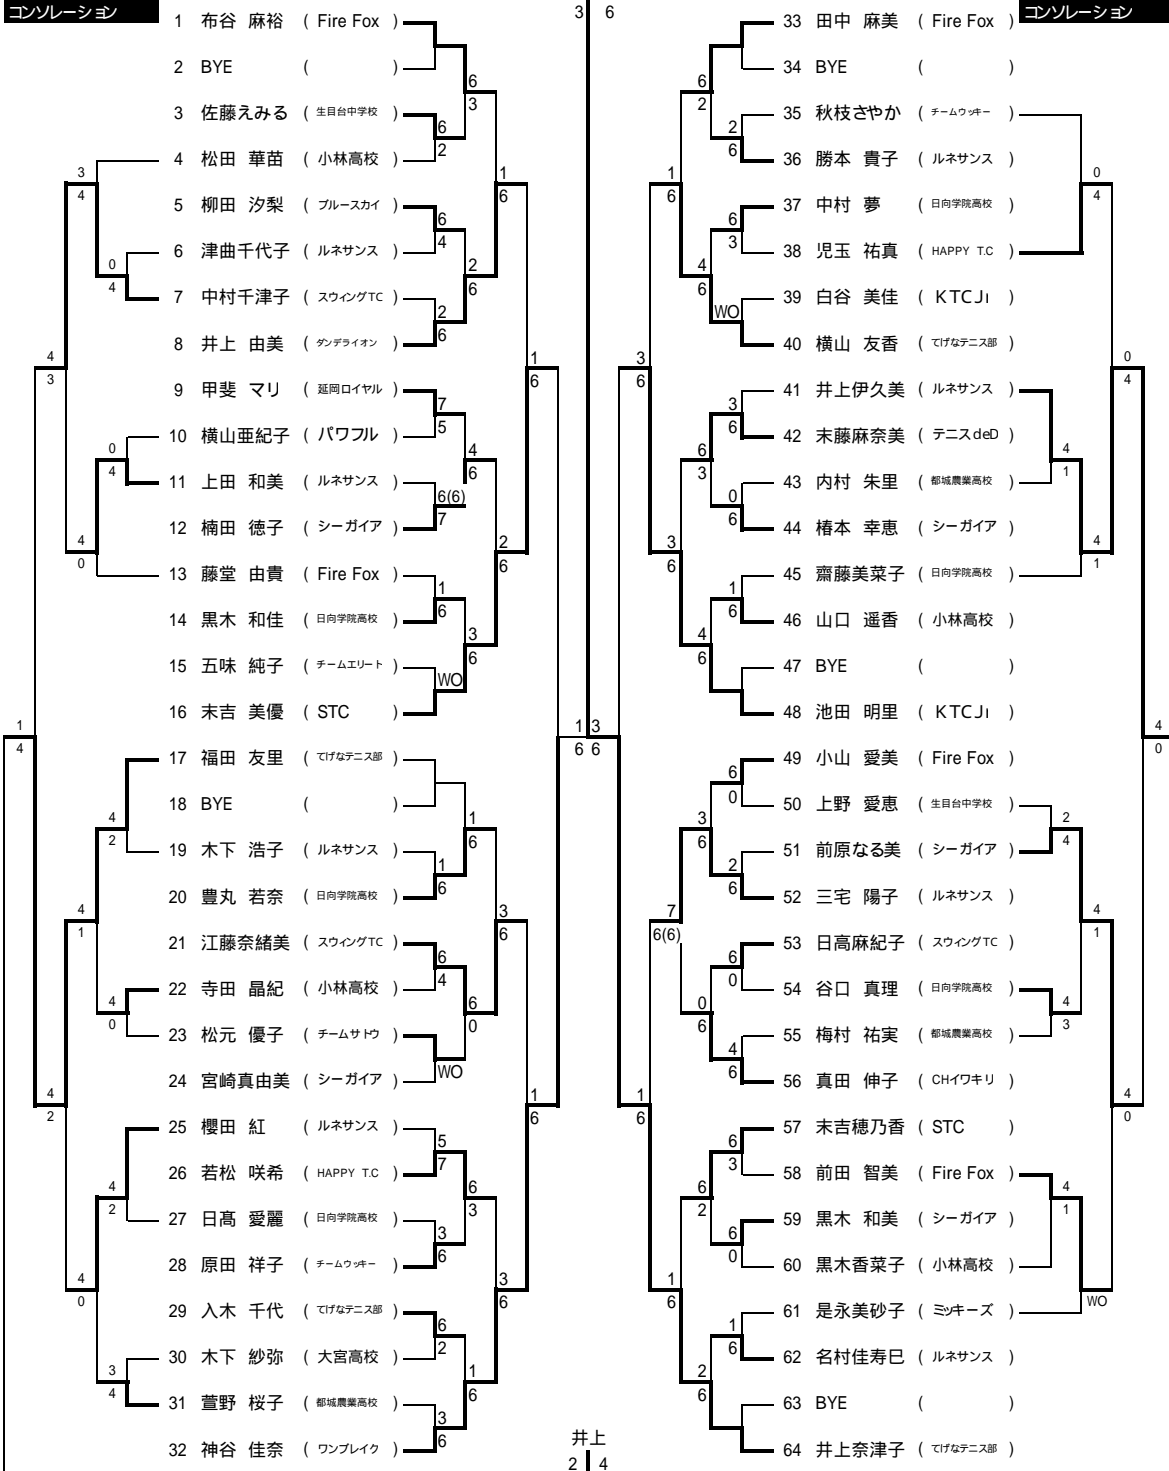 コンソレーション
3 6
コンソレーション
1 布谷 麻裕 ( Fire Fox )
2 BYE ( )
3 佐藤えみる ( 生目台中学校 )
4 松田 華苗 ( 小林高校 )
5 柳田 汐梨 ( ブルースカイ )
6 津曲千代子 ( ルネサンス )
7 中村千津子 ( スウィングTC )
8 井上 由美 ( ダンデライオン )
9 甲斐 マリ ( 延岡ロイヤル )
10 横山亜紀子 ( パワフル )
11 上田 和美 ( ルネサンス )
12 楠田 徳子 ( シーガイア )
13 藤堂 由貴 ( Fire Fox )
14 黒木 和佳 ( 日向学院高校 )
15 五味 純子 ( チームエリート )
16 末吉 美優 ( STC )
17 福田 友里 ( てげなテニス部 )
18 BYE ( )
19 木下 浩子 ( ルネサンス )
20 豊丸 若奈 ( 日向学院高校 )
21 江藤奈緒美 ( スウィングTC )
22 寺田 晶紀 ( 小林高校 )
23 松元 優子 ( チームサトウ )
24 宮崎真由美 ( シーガイア )
25 櫻田 紅 ( ルネサンス )
26 若松 咲希 ( HAPPY T.C )
27 日髙 愛麗 ( 日向学院高校 )
28 原田 祥子 ( チームウッキー )
29 入木 千代 ( てげなテニス部 )
30 木下 紗弥 ( 大宮高校 )
31 萱野 桜子 ( 都城農業高校 )
32 神谷 佳奈 ( ワンブレイク )
33 田中 麻美 ( Fire Fox )
34 BYE ( )
35 秋枝さやか ( チームウッキー )
36 勝本 貴子 ( ルネサンス )
37 中村 夢 ( 日向学院高校 )
38 児玉 祐真 ( HAPPY T.C )
39 白谷 美佳 ( KTCJr )
40 横山 友香 ( てげなテニス部 )
41 井上伊久美 ( ルネサンス )
42 末藤麻奈美 ( テニスdeD )
43 内村 朱里 ( 都城農業高校 )
44 椿本 幸恵 ( シーガイア )
45 齋藤美菜子 ( 日向学院高校 )
46 山口 遥香 ( 小林高校 )
47 BYE ( )
48 池田 明里 ( KTCJr )
49 小山 愛美 ( Fire Fox )
50 上野 愛恵 ( 生目台中学校 )
51 前原なる美 ( シーガイア )
52 三宅 陽子 ( ルネサンス )
53 日高麻紀子 ( スウィングTC )
54 谷口 真理 ( 日向学院高校 )
55 梅村 祐実 ( 都城農業高校 )
56 真田 伸子 ( CHイワキリ )
57 末吉穂乃香 ( STC )
58 前田 智美 ( Fire Fox )
59 黒木 和美 ( シーガイア )
60 黒木香菜子 ( 小林高校 )
61 是永美砂子 ( ミッキーズ )
62 名村佳寿巳 ( ルネサンス )
63 BYE ( )
64 井上奈津子 ( てげなテニス部 )
井上
2 4